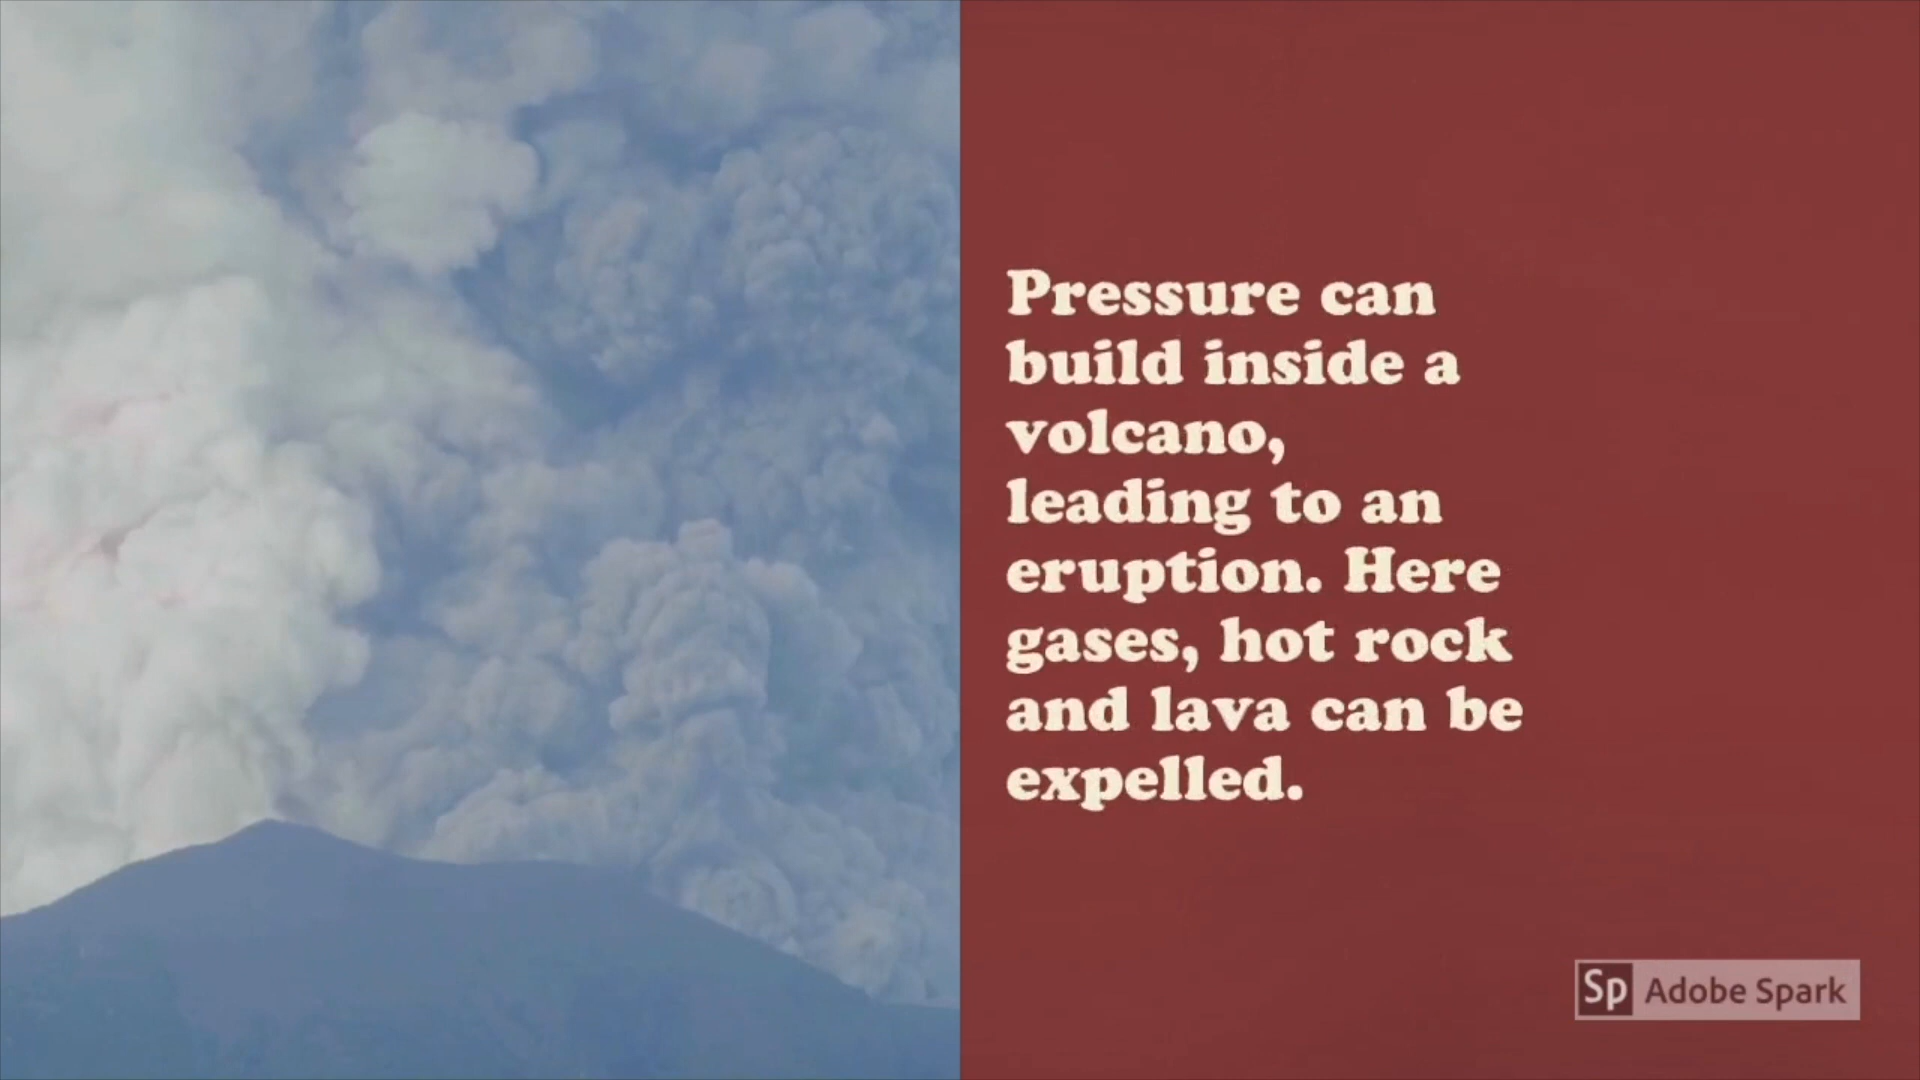 Pressure can
build inside a
volcano,
leading to an
eruption. Here
gases, hot rock
and lava can be
expelled.
Sp Adobe Spark